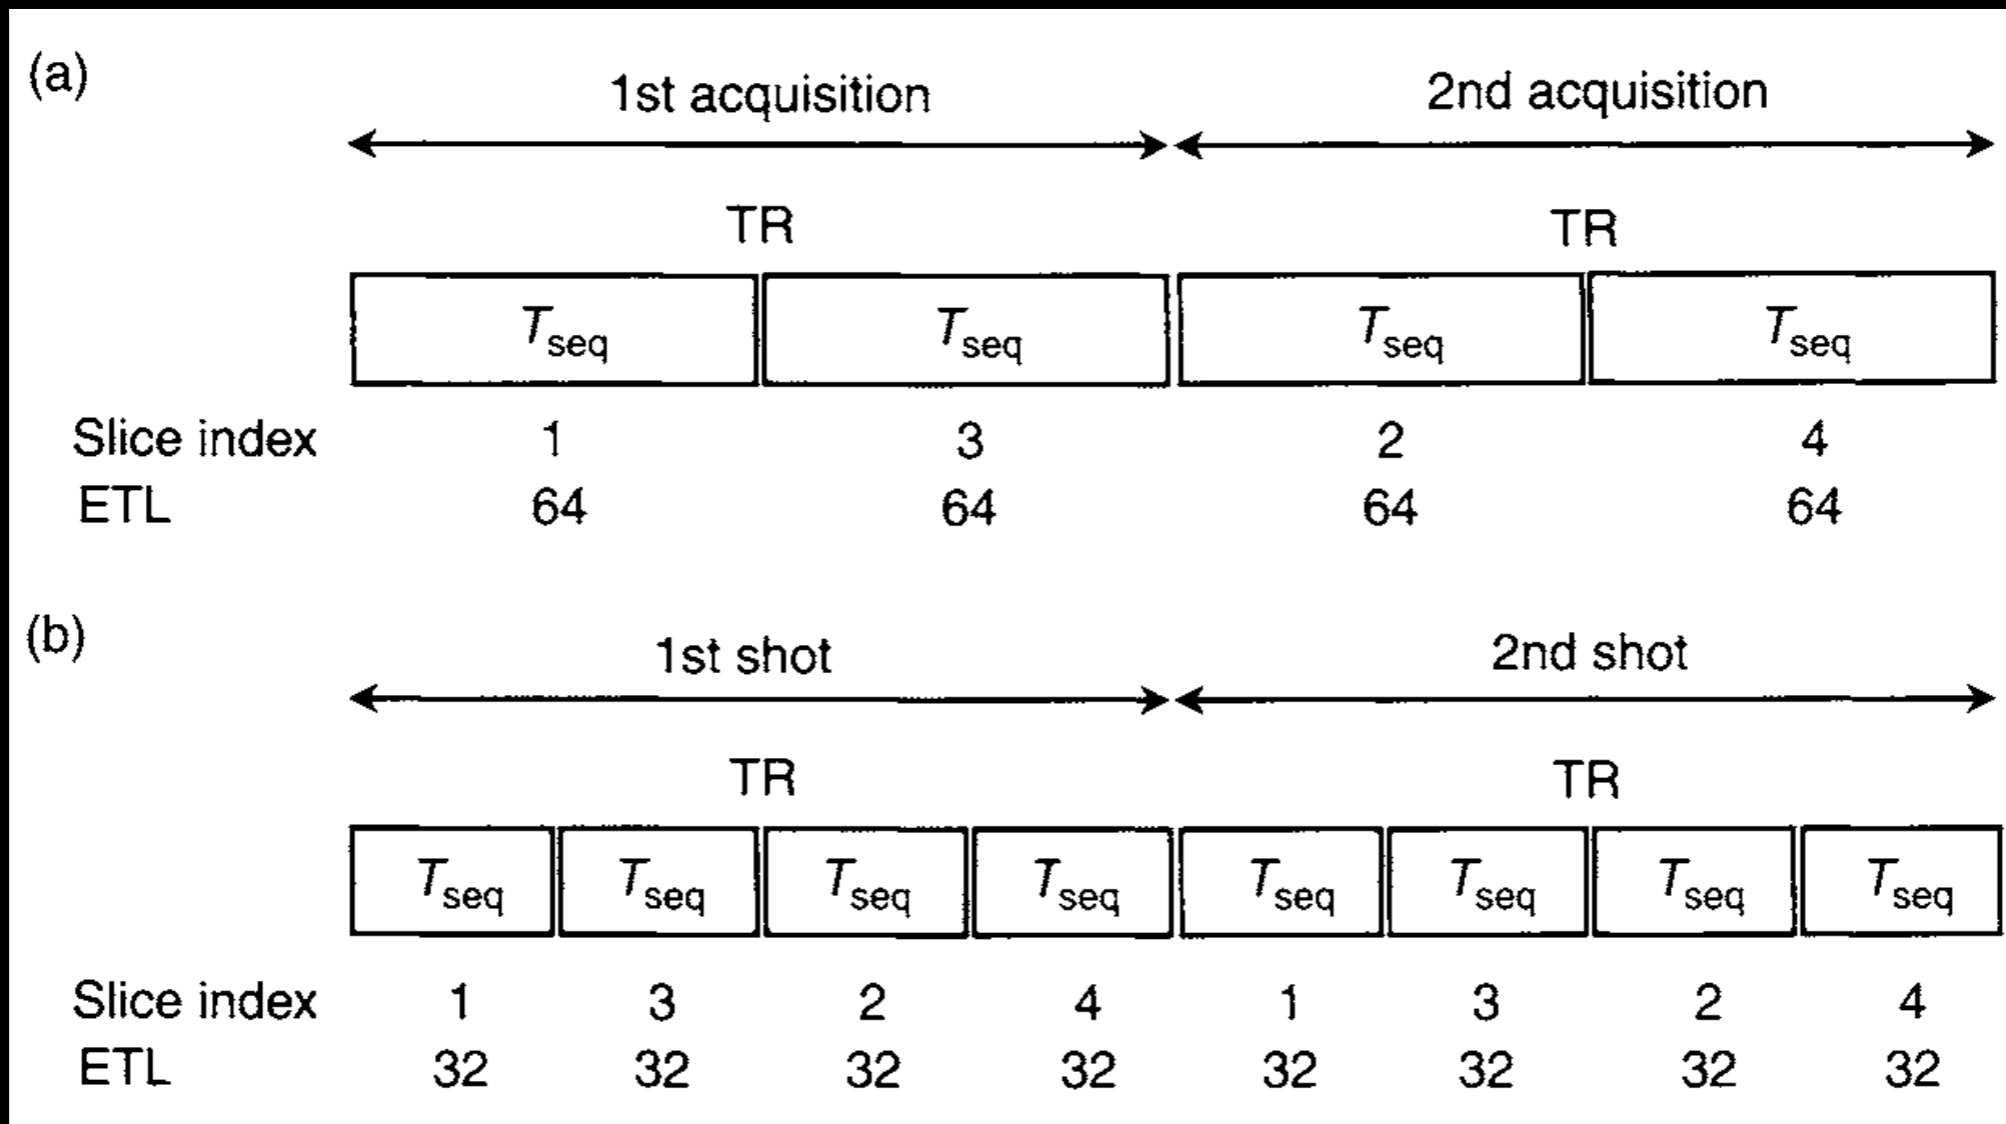 (a)
1st acquisition 2nd acquisition
TR TR
Tseq Tseq Tseq Tseq
Slice index 1 3 2 4
ETL 64 64 64 64
(b)
1st shot 2nd shot
TR TR
Tseq Tseq Tseq Tseq Tseq Tseq Tseq Tseq
Slice index 1 3 2 4 1 3 2 4
ETL 32 32 32 32 32 32 32 32